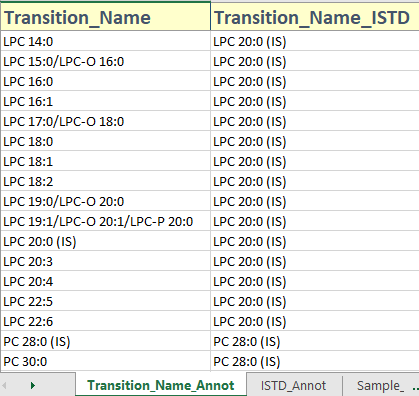 Transition_Name Transition_Name_ISTD
LPC 14:0 LPC 20:0 (IS)
LPC 15:0/LPC-O 16:0 LPC 20:0 (IS)
LPC 16:0 LPC 20:0 (IS)
LPC 16:1 LPC 20:0 (IS)
LPC 17:0/LPC-O 18:0 LPC 20:0 (IS)
LPC 18:0 LPC 20:0 (IS)
LPC 18:1 LPC 20:0 (IS)
LPC 18:2 LPC 20:0 (IS)
LPC 19:0/LPC-O 20:0 LPC 20:0 (IS)
LPC 19:1/LPC-O 20:1/LPC-P 20:0 LPC 20:0 (IS)
LPC 20:0 (IS) LPC 20:0 (IS)
LPC 20:3 LPC 20:0 (IS)
LPC 20:4 LPC 20:0 (IS)
LPC 22:5 LPC 20:0 (IS)
LPC 22:6 LPC 20:0 (IS)
PC 28:0 (IS) PC 28:0 (IS)
PC 30:0 PC 28:0 (IS)
Transition_Name_Annot ISTD_Annot Sample_ ...